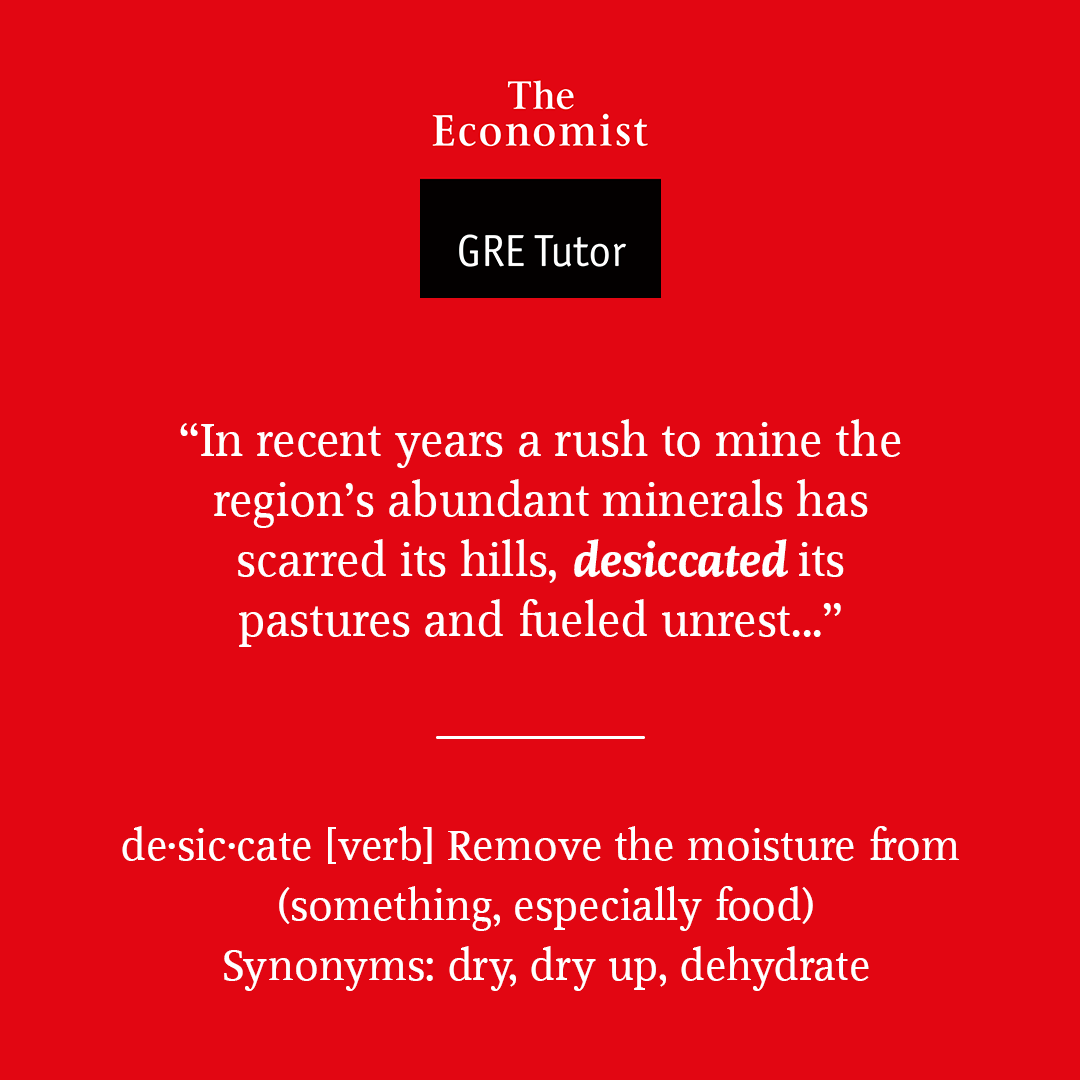 The
Economist
GRE Tutor
“In recent years a rush to mine the
region’s abundant minerals has
scarred its hills, desiccated its
pastures and fueled unrest...”
de·sic·cate [verb] Remove the moisture from
(something, especially food)
Synonyms: dry, dry up, dehydrate